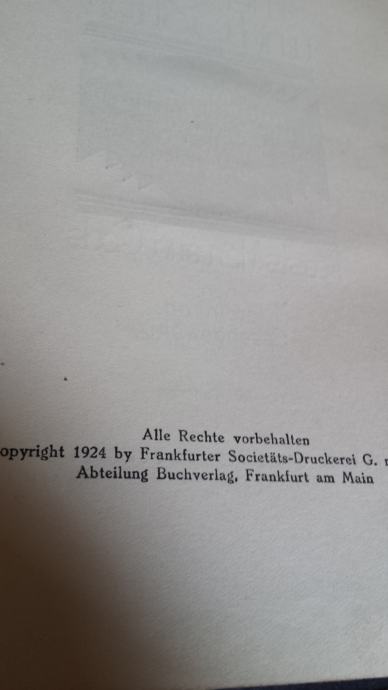 Alle Rechte vorbehalten
opyright 1924 by Frankfurter Societäts-Druckerei G.
Abteilung Buchverlag, Frankfurt am Main